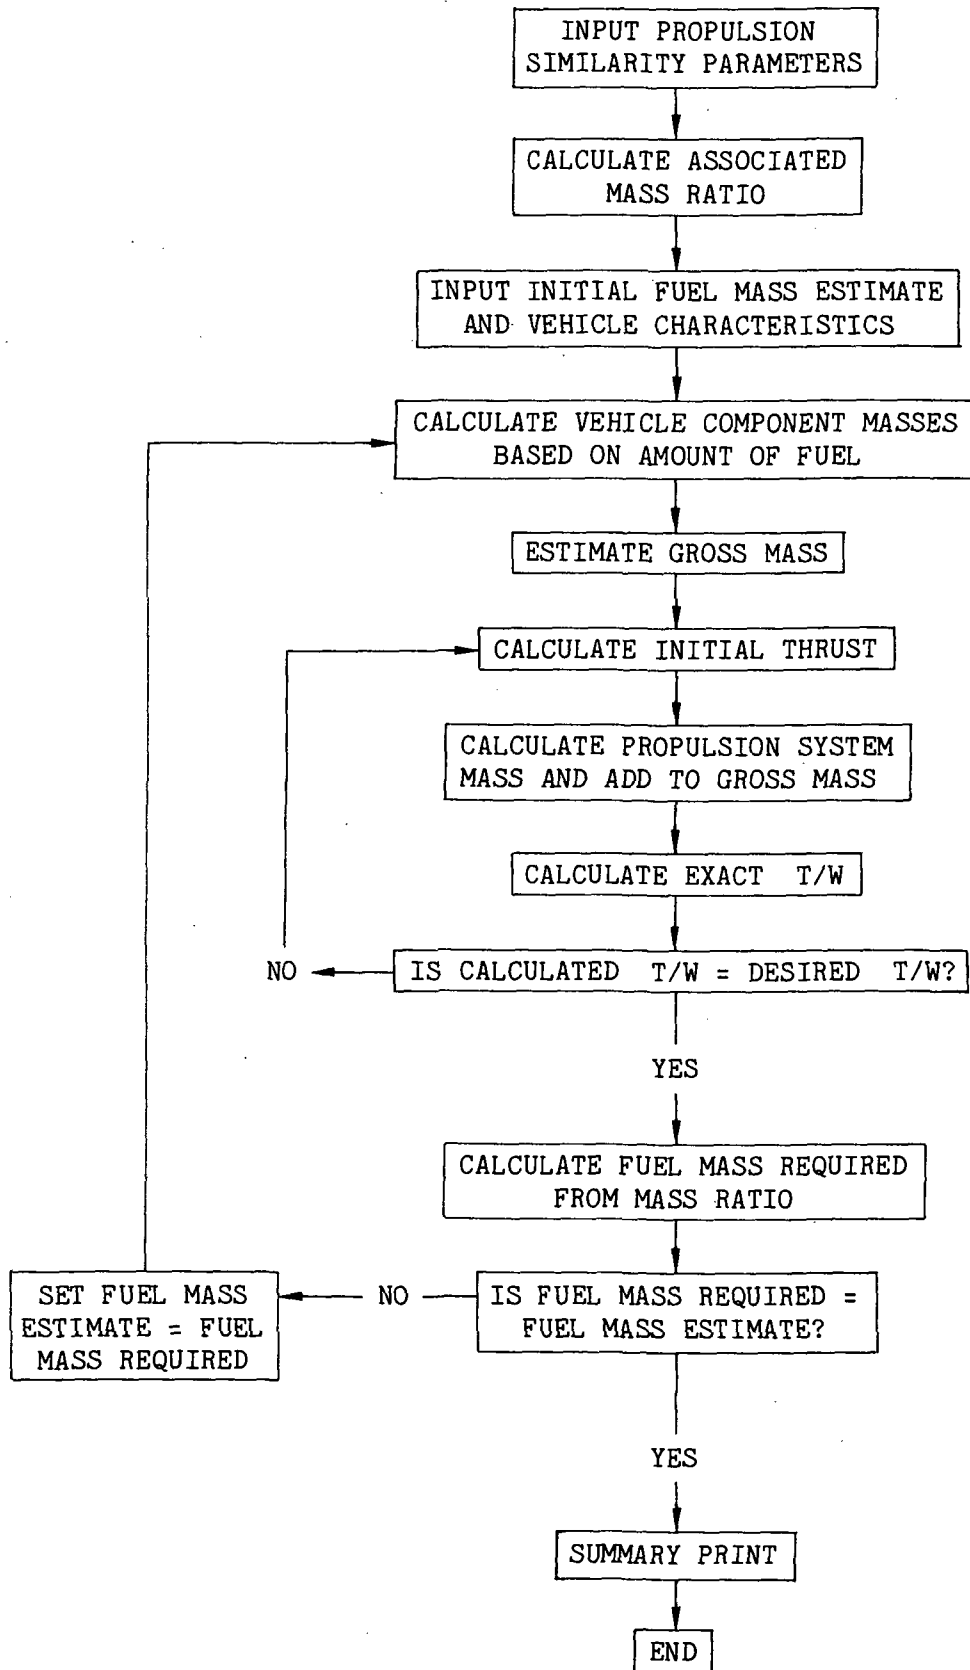 INPUT PROPULSION
SIMILARITY PARAMETERS
CALCULATE ASSOCIATED
MASS RATIO
INPUT INITIAL FUEL MASS ESTIMATE
AND VEHICLE CHARACTERISTICS
CALCULATE VEHICLE COMPONENT MASSES
BASED ON AMOUNT OF FUEL
ESTIMATE GROSS MASS
CALCULATE INITIAL THRUST
CALCULATE PROPULSION SYSTEM
MASS AND ADD TO GROSS MASS
CALCULATE EXACT T/W
NO
IS CALCULATED T/W = DESIRED T/W?
YES
CALCULATE FUEL MASS REQUIRED
FROM MASS RATIO
IS FUEL MASS REQUIRED =
FUEL MASS ESTIMATE?
NO
SET FUEL MASS
ESTIMATE = FUEL
MASS REQUIRED
YES
SUMMARY PRINT
END